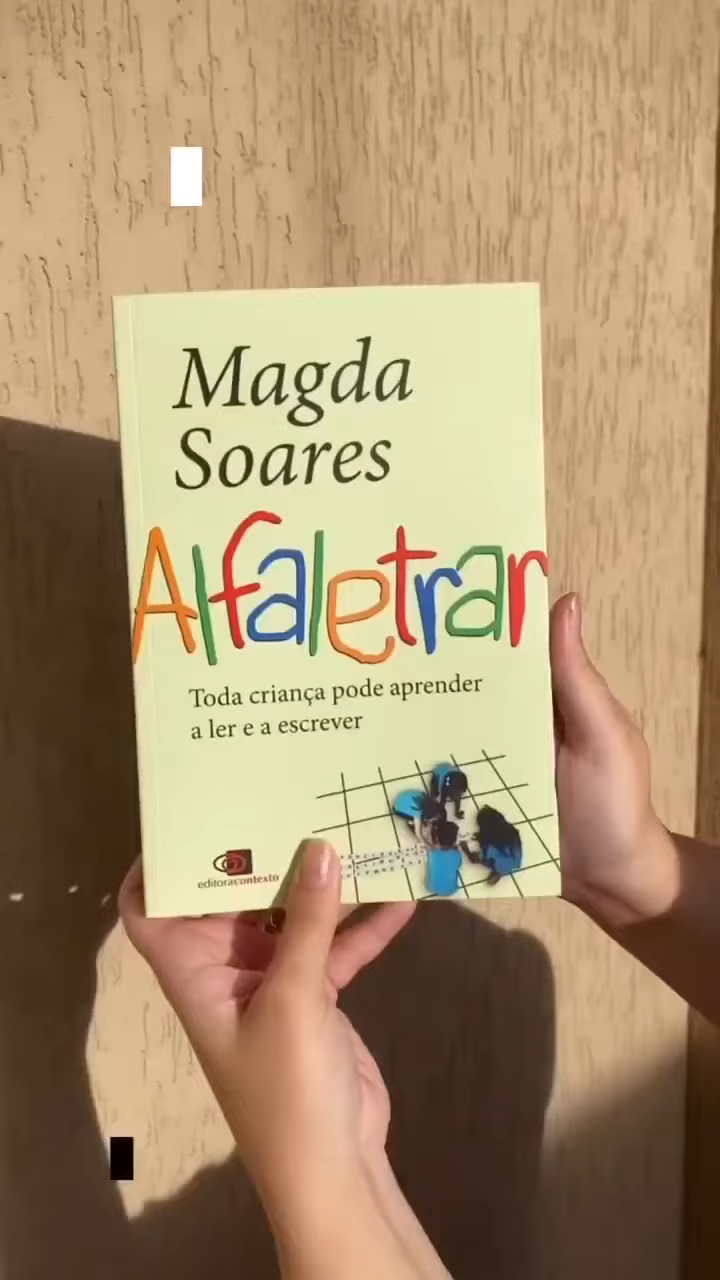 Magda
Soares
Alfaletrar
Toda criança pode aprender
a ler e a escrever
editoracontexto